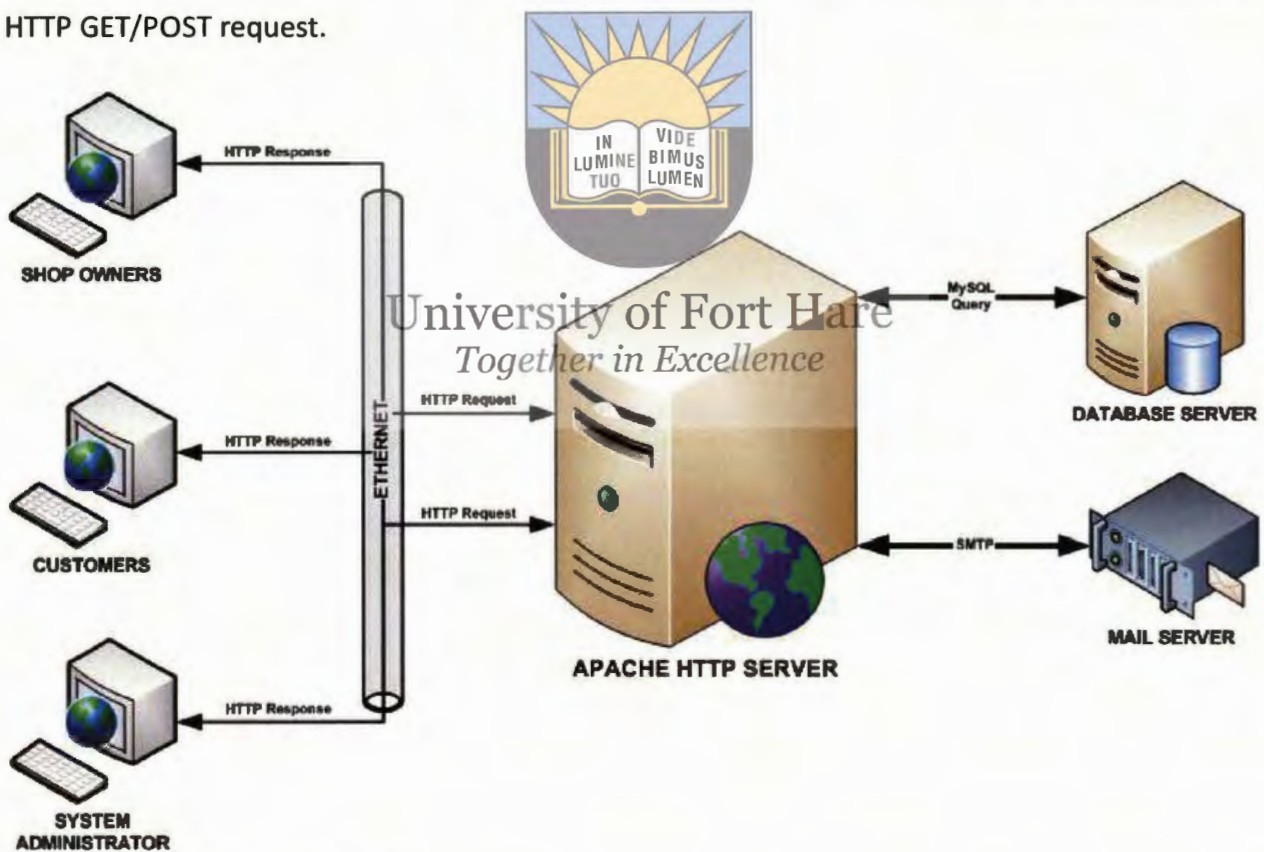 HTTP GET/POST request.
IN
LUMINE
TUO
VIDE
BIMUS
LUMEN
University of Fort Hare
Together in Excellence
HTTP Response
SHOP OWNERS
HTTP Response
CUSTOMERS
HTTP Response
SYSTEM
ADMINISTRATOR
ETHERNET
HTTP Request
HTTP Request
APACHE HTTP SERVER
MySQL
Query
DATABASE SERVER
SMTP
MAIL SERVER